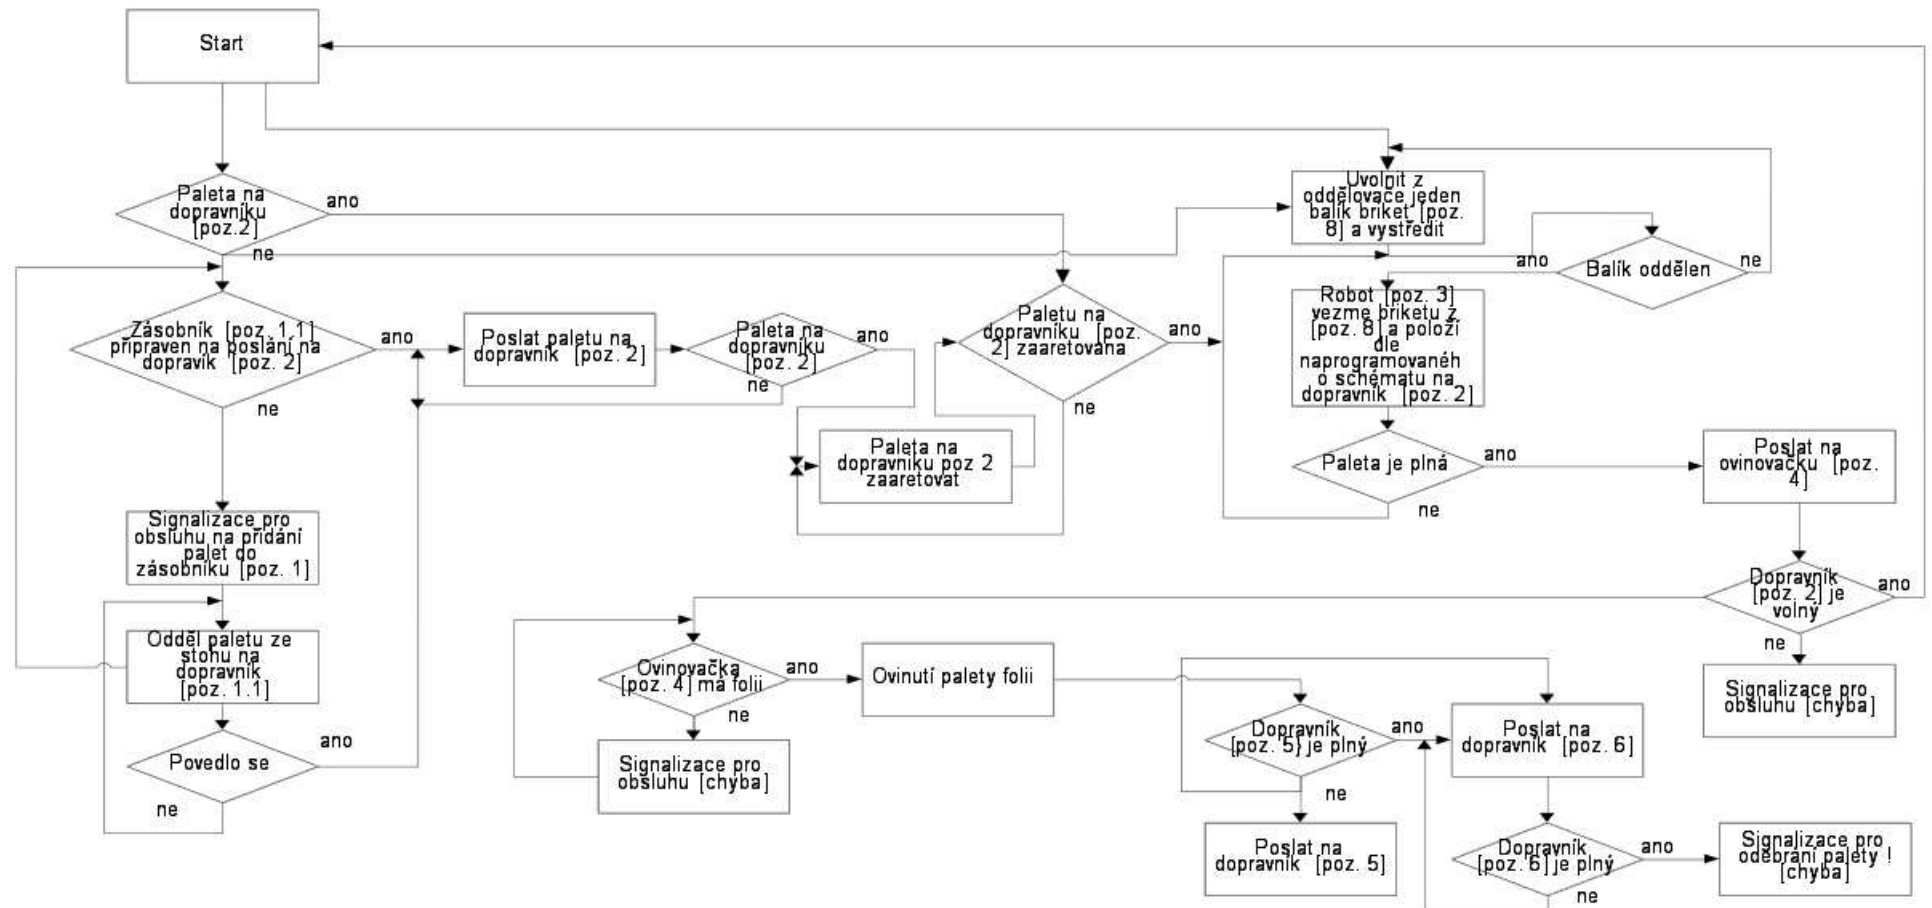 Start
Paleta na
dopravníku
[poz.2]
ano
ne
Uvolnit z
oddělovače jeden
balík briket [poz.
8] a vystředit
Balík oddělen
ano
ne
Zásobník [poz. 1.1]
připraven na poslání na
dopravik [poz. 2]
ano
ne
Poslat paletu na
dopravník [poz. 2]
Paleta na
dopravníku
[poz. 2]
ano
ne
Paletu na
dopravníku [poz.
2] zaaretována
ano
ne
Robot [poz. 3]
vezme briketu z
[poz. 8] a položí
dle
naprogramovanéh
o schématu na
dopravník [poz. 2]
Paleta na
dopravníku poz 2
zaaretovat
Paleta je plná
ano
ne
Poslat na
ovinovačku [poz.
4]
Signalizace pro
obsluhu na přidání
palet do
zásobníku [poz. 1]
Dopravník
[poz. 2] je
volný
ano
ne
Odděl paletu ze
stohu na
dopravník
[poz. 1.1]
Ovinovačka
[poz. 4] má folii
ano
ne
Ovinutí palety folii
Signalizace pro
obsluhu [chyba]
Povedlo se
ano
ne
Signalizace pro
obsluhu [chyba]
Dopravník
[poz. 5} je plný
ano
ne
Poslat na
dopravník [poz. 6]
Poslat na
dopravník [poz. 5]
Dopravník
[poz. 6] je plný
ano
ne
Signalizace pro
odebrání palety !
[chyba]